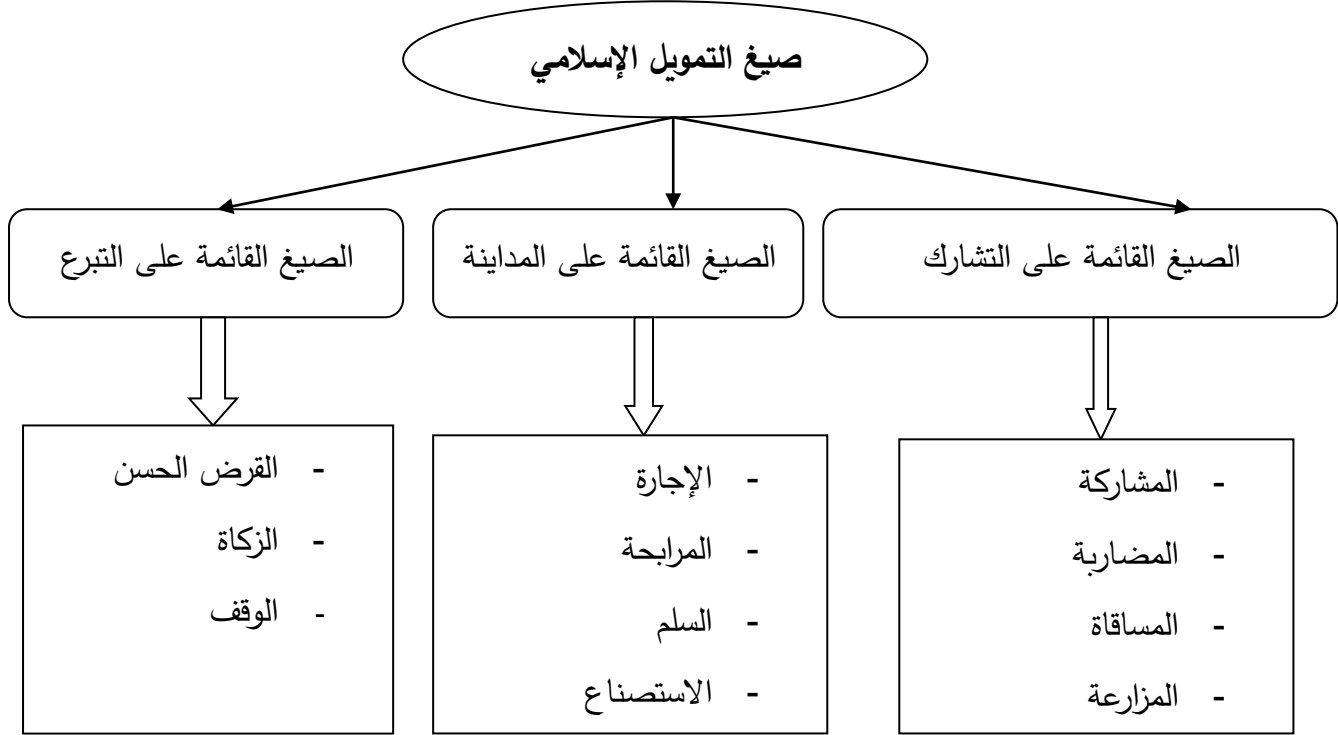 صيغ التمويل الإسلامي
الصيغ القائمة على التشارك
الصيغ القائمة على المداينة
الصيغ القائمة على التبرع
- المشاركة
- المضاربة
- المساقاة
- المزارعة
- الإجارة
- المرابحة
- السلم
- الاستصناع
- القرض الحسن
- الزكاة
- الوقف